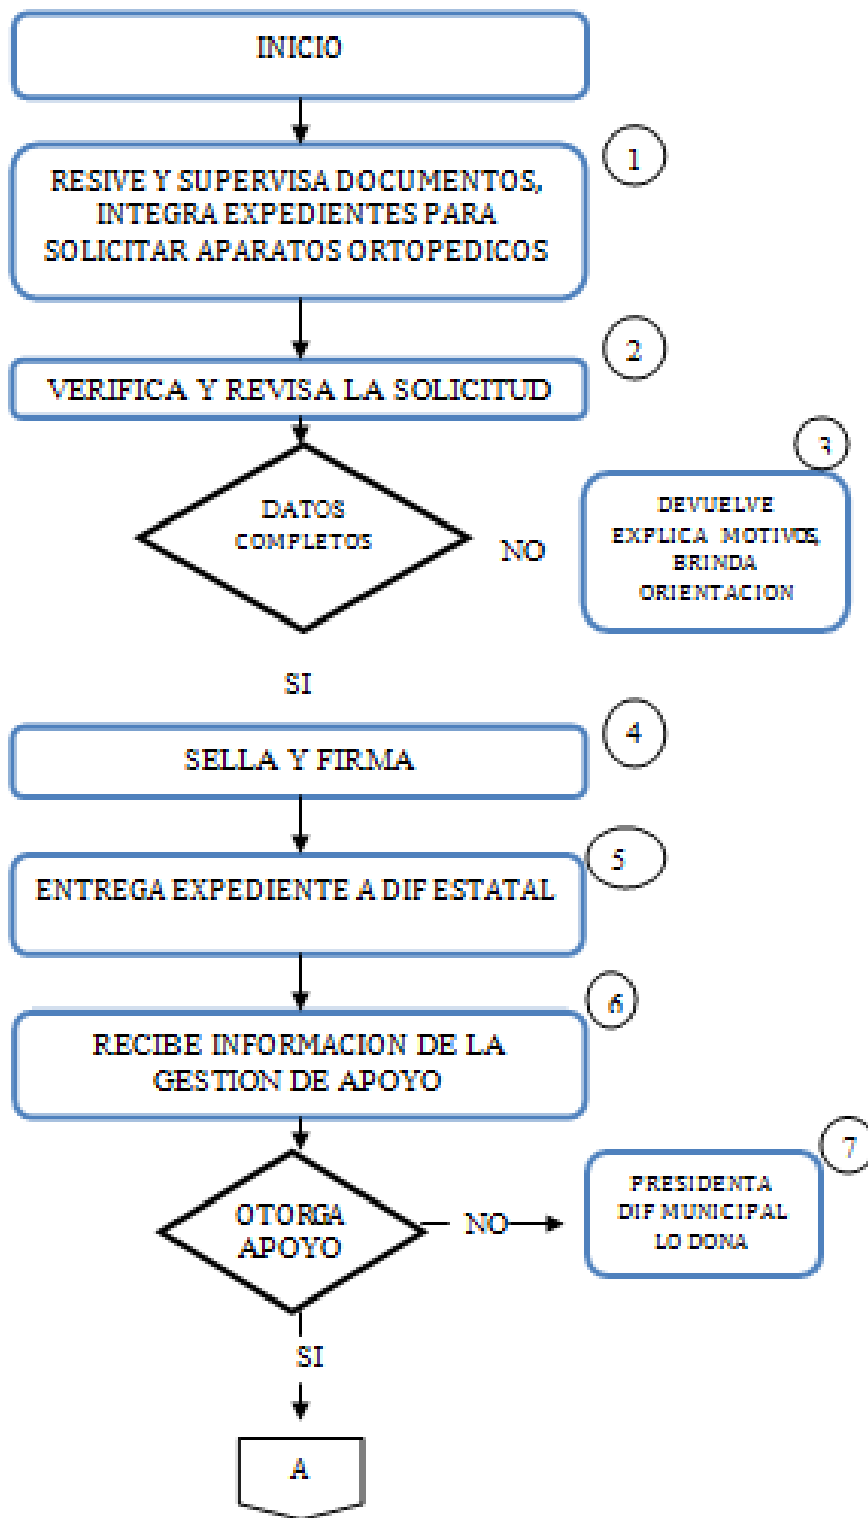 INICIO
1
RESIVE Y SUPERVISA DOCUMENTOS,
INTEGRA EXPEDIENTES PARA
SOLICITAR APARATOS ORTOPEDICOS
2
VERIFICA Y REVISA LA SOLICITUD
3
DATOS
COMPLETOS
NO
DEVUELVE
EXPLICA MOTIVOS,
BRINDA
ORIENTACION
SI
4
SELLA Y FIRMA
5
ENTREGA EXPEDIENTE A DIF ESTATAL
6
RECIBE INFORMACION DE LA
GESTION DE APOYO
7
OTORGA
APOYO
NO
PRESIDENTA
DIF MUNICIPAL
LO DONA
SI
A